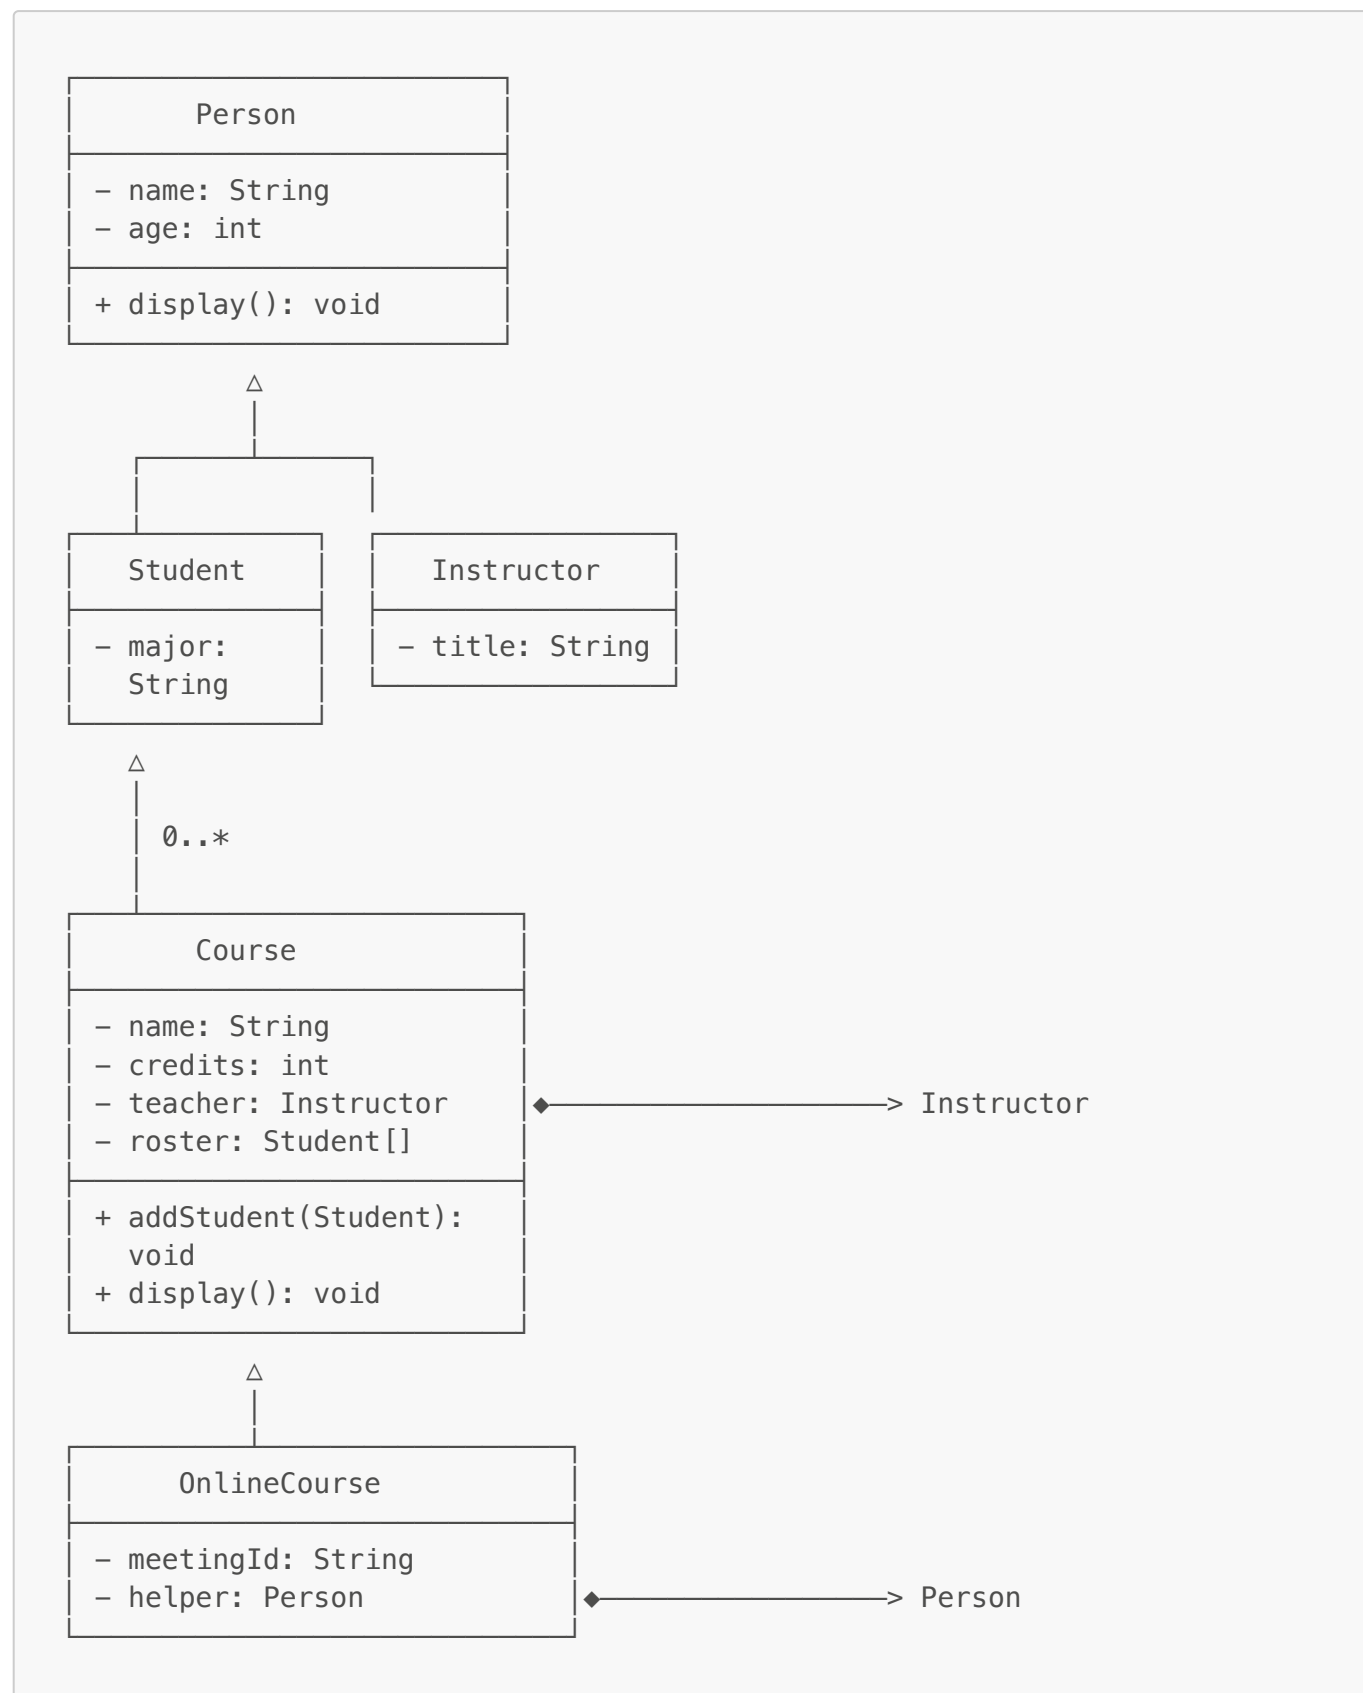 Person
- name: String
- age: int
+ display(): void
Student Instructor
- major: - title: String
String
0..*
Course
- name: String
- credits: int
- teacher: Instructor ◆────────────────────> Instructor
- roster: Student[]
+ addStudent(Student):
void
+ display(): void
OnlineCourse
- meetingId: String
- helper: Person ◆─────────────────> Person